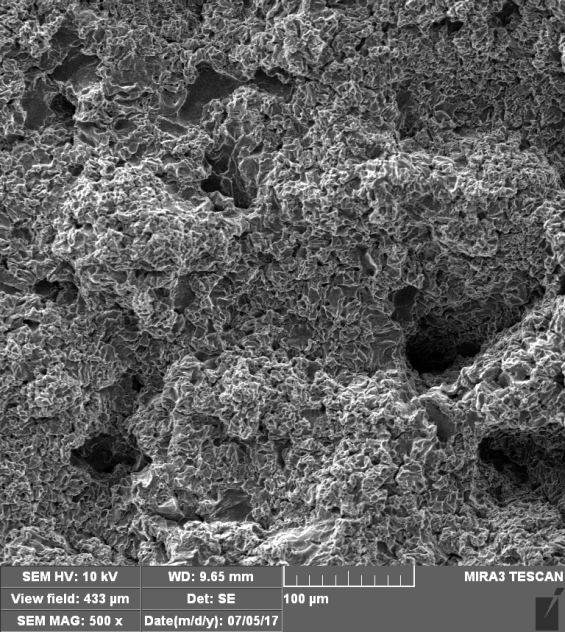 SEM HV: 10 kV WD: 9.65 mm MIRA3 TESCAN
View field: 433 µm Det: SE 100 µm
SEM MAG: 500 x Date(m/d/y): 07/05/17